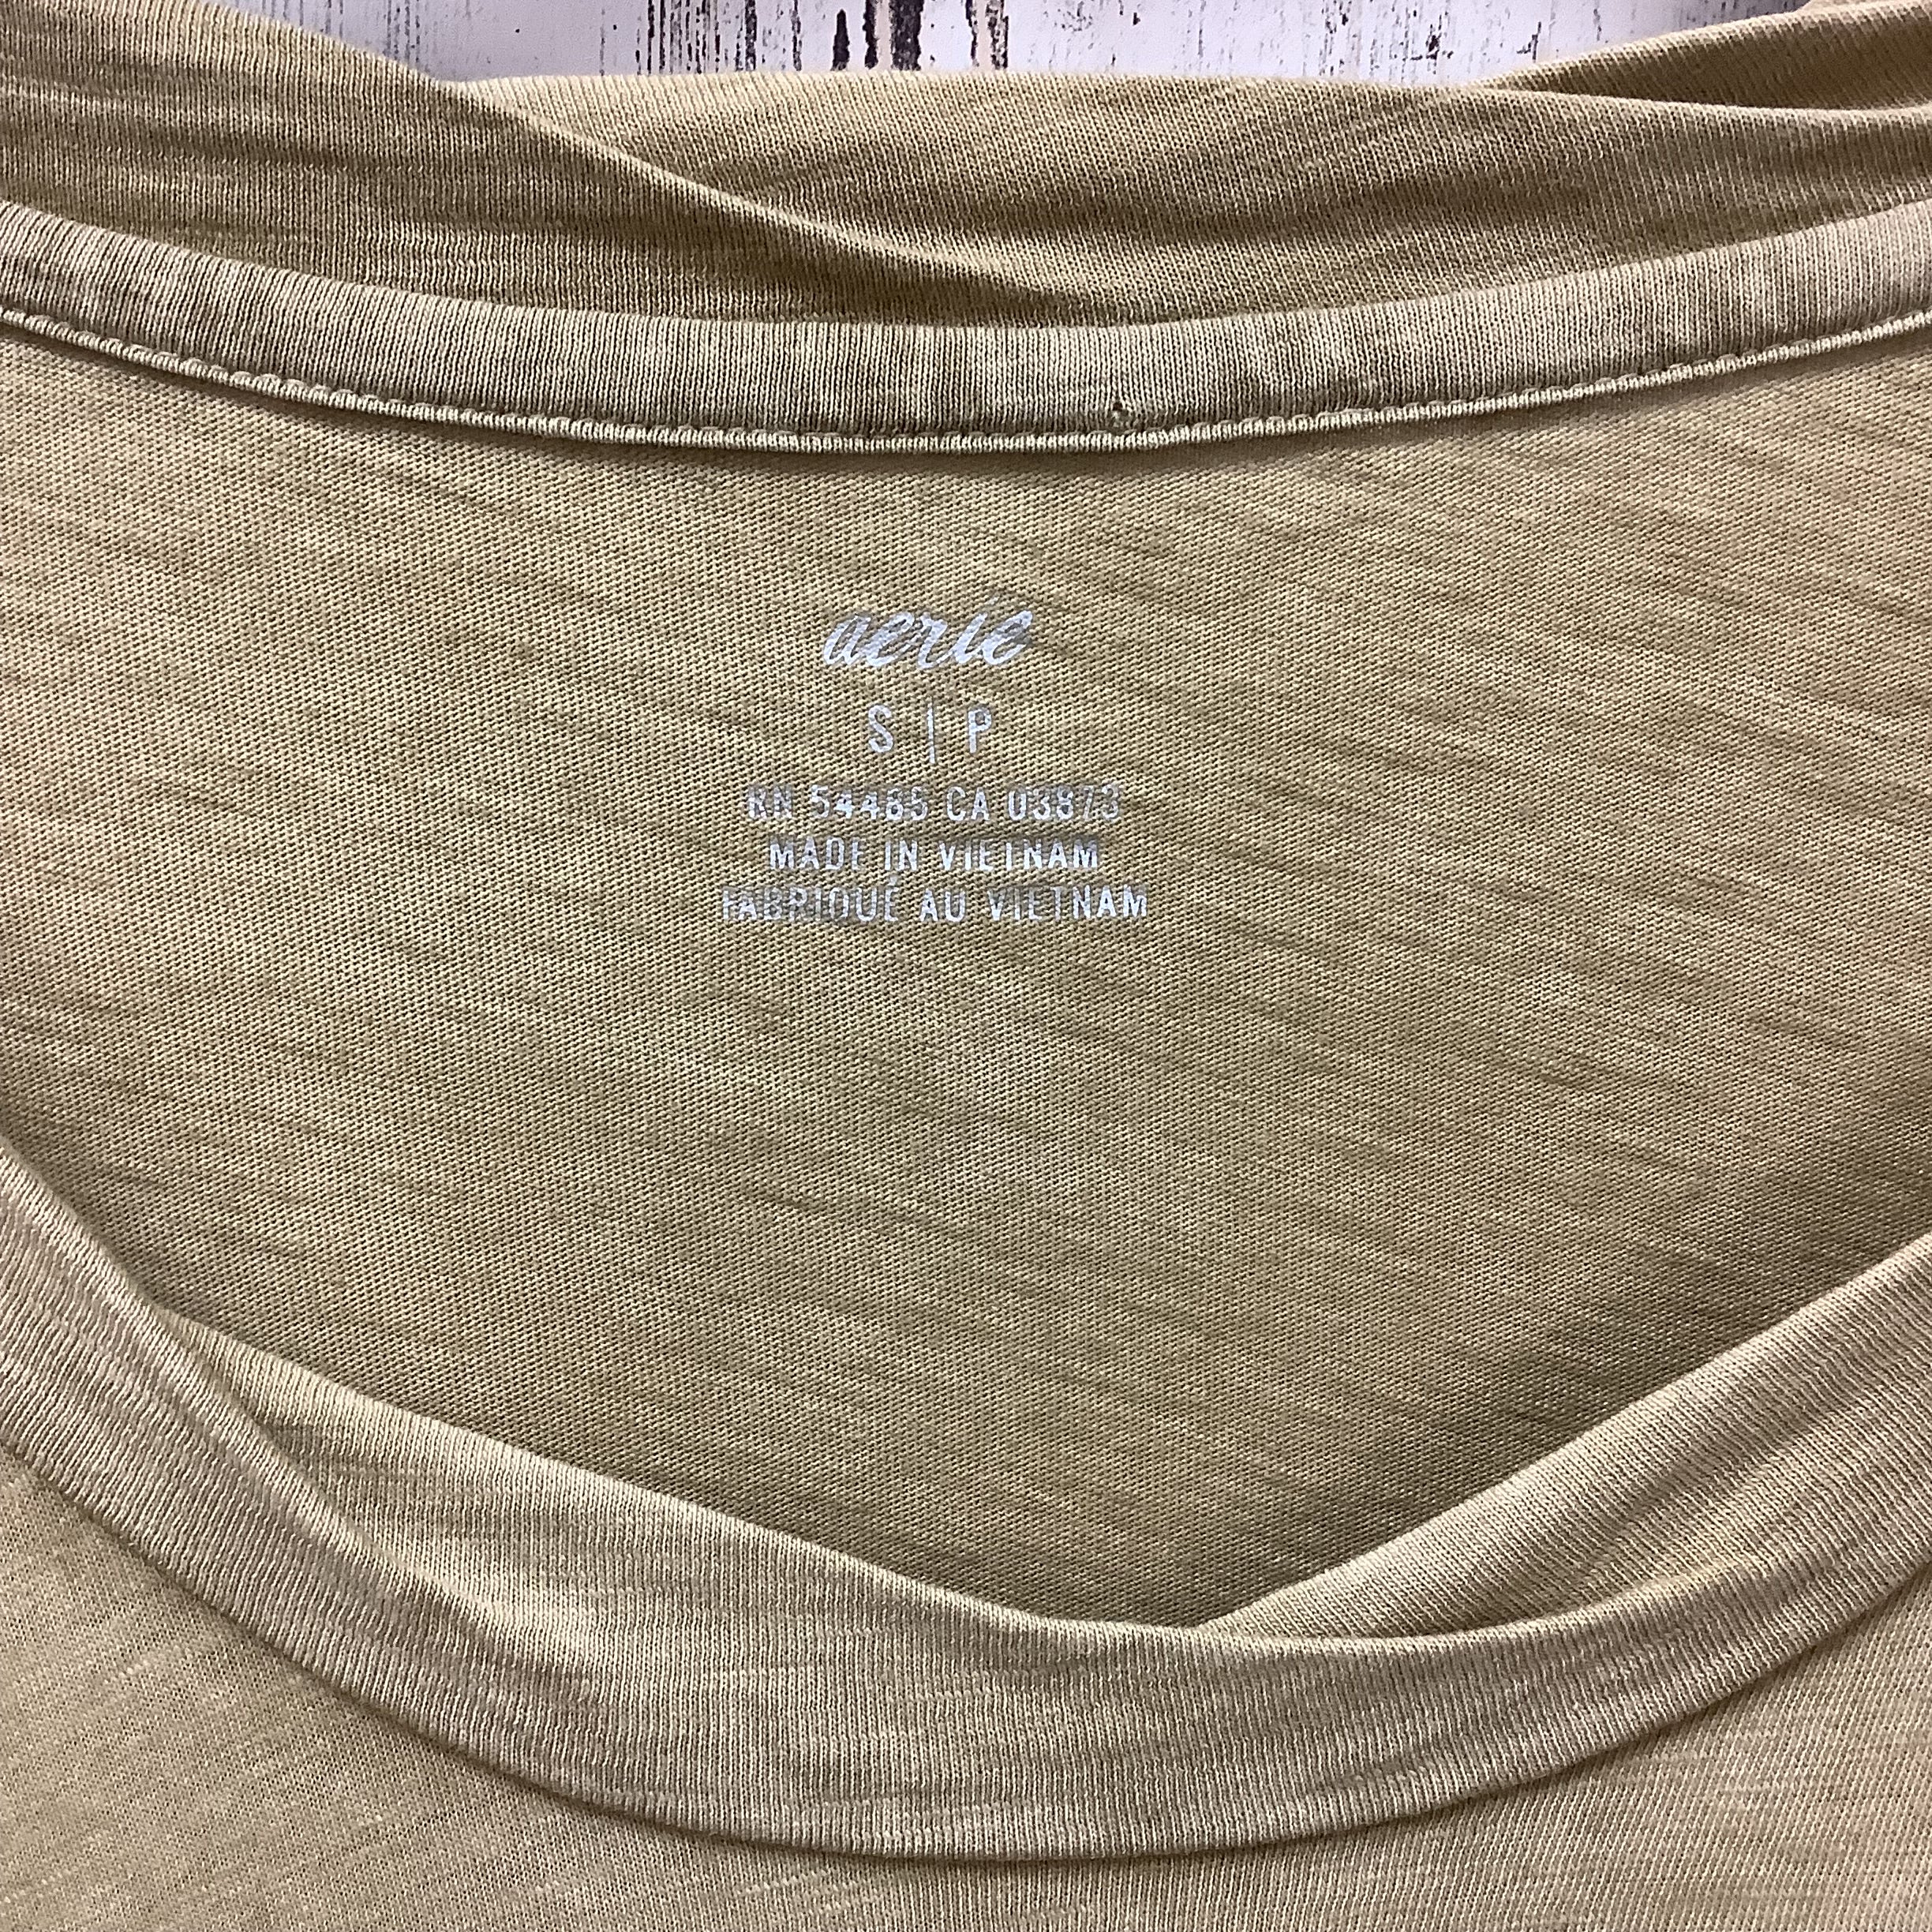 aerie
S | P
RN 54485 CA 03873
MADE IN VIETNAM
FABRIQUÉ AU VIETNAM